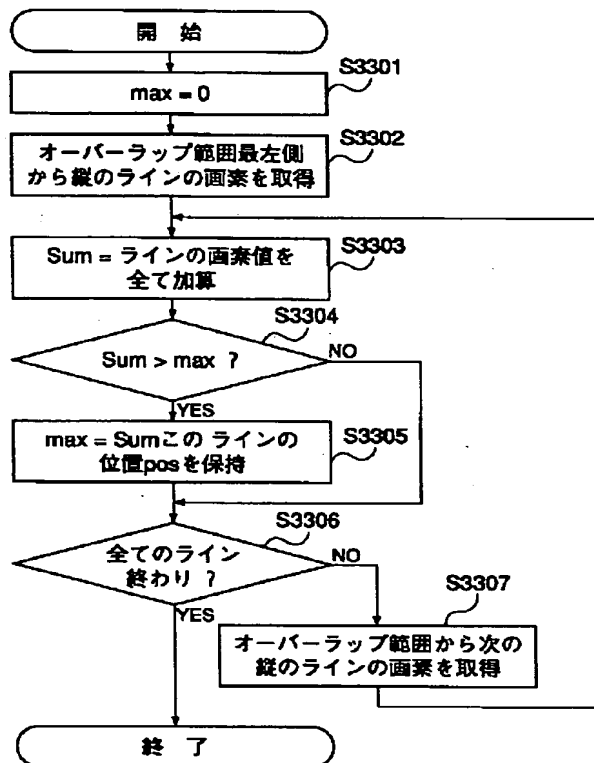 開 始
S3301
max = 0
S3302
オーバーラップ範囲最左側
から縦のラインの画素を取得
S3303
Sum = ラインの画素値を
全て加算
S3304
Sum > max ?
NO
YES
S3305
max = Sumこの ラインの
位置posを保持
S3306
全てのライン
終わり ?
NO
YES
S3307
オーバーラップ範囲から次の
縦のラインの画素を取得
終 了